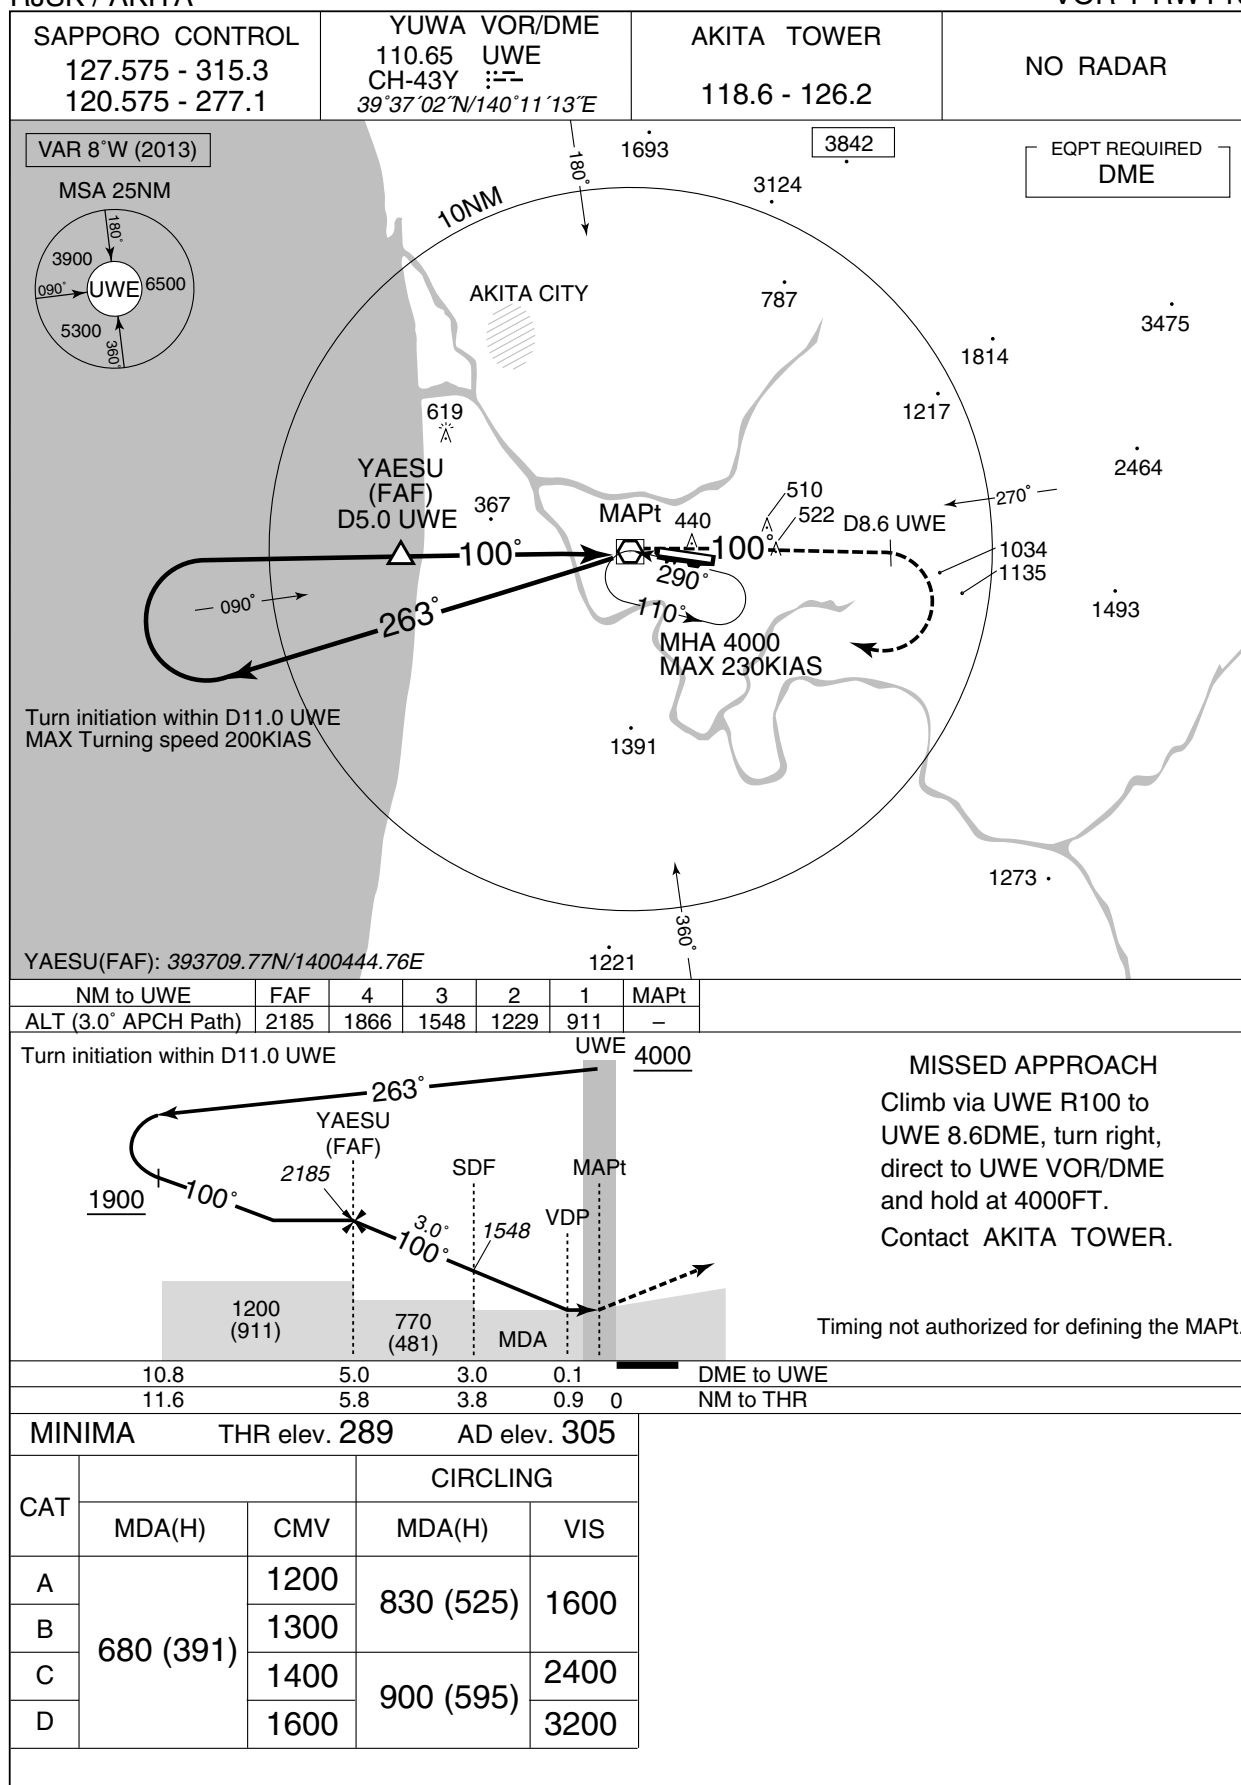 SAPPORO CONTROL
127.575 - 315.3
120.575 - 277.1
YUWA VOR/DME
110.65 UWE
CH-43Y
39°37´02˝N/140°11´13˝E
AKITA TOWER
118.6 - 126.2
NO RADAR
VAR 8°W (2013)
MSA 25NM
180°
3900
090°
UWE
6500
5300
360°
180°
1693
3842
3124
EQPT REQUIRED
DME
10NM
AKITA CITY
787
3475
1814
1217
619
2464
YAESU
(FAF)
D5.0 UWE
367
MAPt
440
510
522
D8.6 UWE
270°
100°
100°
290°
110°
1034
1135
1493
090°
263°
MHA 4000
MAX 230KIAS
Turn initiation within D11.0 UWE
MAX Turning speed 200KIAS
1391
1273
360°
1221
YAESU(FAF): 393709.77N/1400444.76E
NM to UWE FAF 4 3 2 1 MAPt
ALT (3.0° APCH Path) 2185 1866 1548 1229 911 –
Turn initiation within D11.0 UWE
UWE
4000
263°
YAESU
(FAF)
2185
SDF
MAPt
1900
100°
3.0°
100°
1548
VDP
1200
(911)
770
(481)
MDA
MISSED APPROACH
Climb via UWE R100 to
UWE 8.6DME, turn right,
direct to UWE VOR/DME
and hold at 4000FT.
Contact AKITA TOWER.
Timing not authorized for defining the MAPt.
10.8 5.0 3.0 0.1 DME to UWE
11.6 5.8 3.8 0.9 0 NM to THR
MINIMA THR elev. 289 AD elev. 305
CAT
CIRCLING
MDA(H) CMV MDA(H) VIS
A 1200
830 (525) 1600
B 1300
680 (391)
C 1400 2400
900 (595)
D 1600 3200